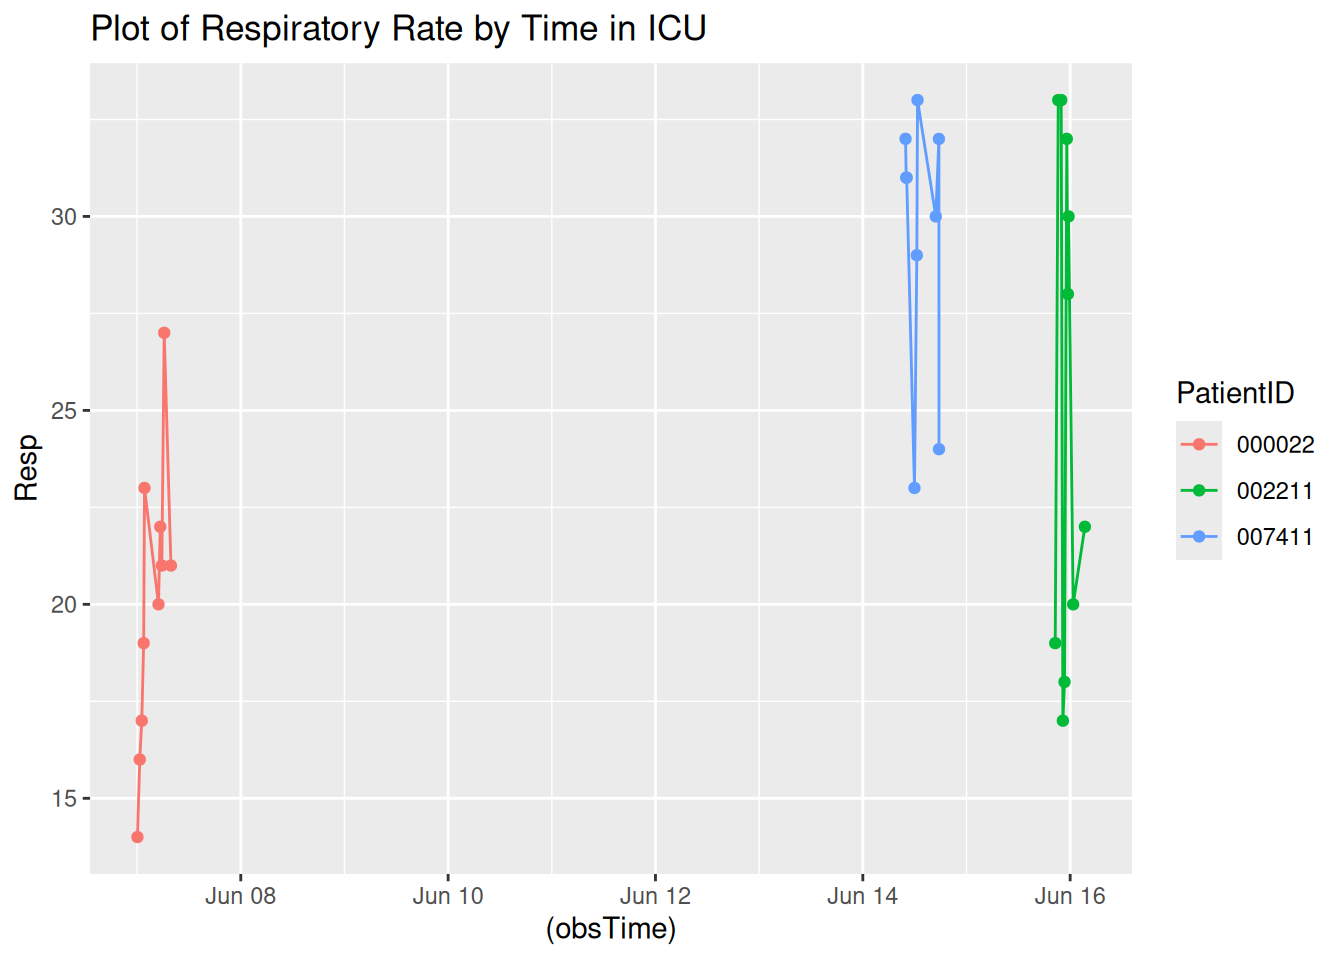 Plot of Respiratory Rate by Time in ICU
Resp
30
25
20
15
Jun 08 Jun 10 Jun 12 Jun 14 Jun 16
(obsTime)
PatientID
000022
002211
007411